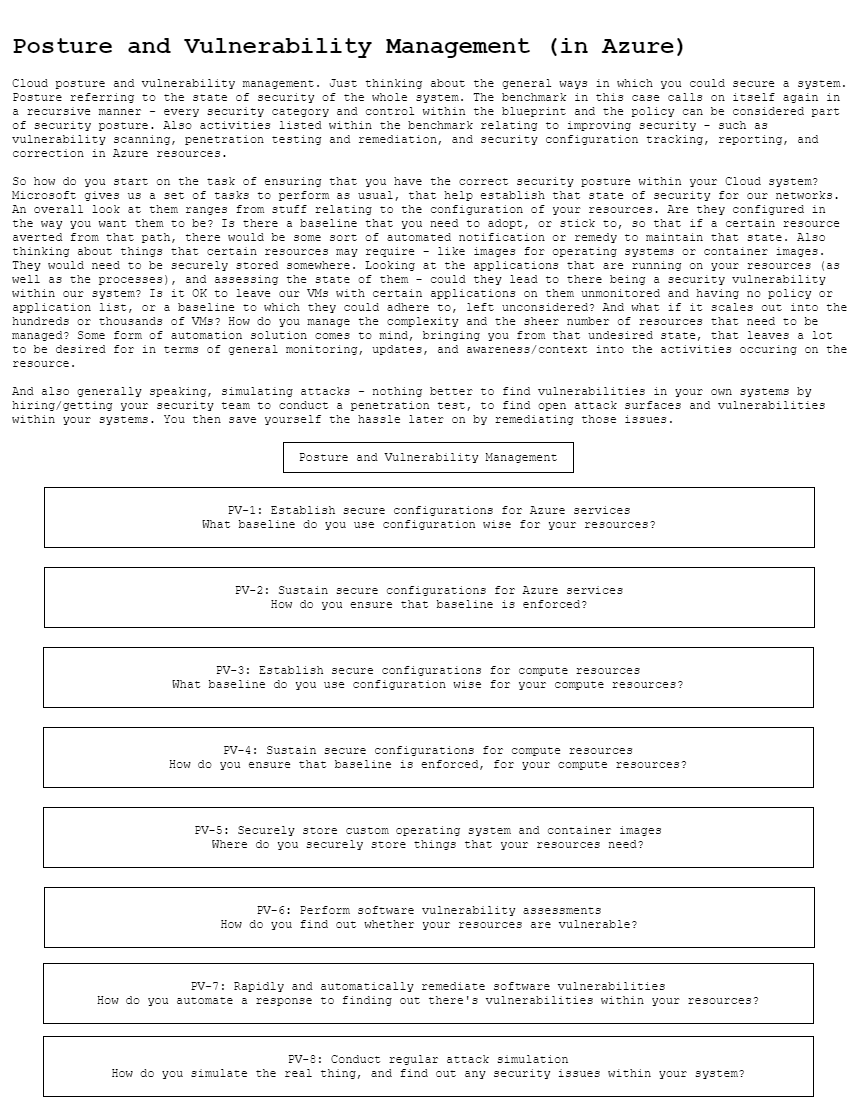 Posture and Vulnerability Management (in Azure)
Cloud posture and vulnerability management. Just thinking about the general ways in which you could secure a system.
Posture referring to the state of security of the whole system. The benchmark in this case calls on itself again in
a recursive manner - every security category and control within the blueprint and the policy can be considered part
of security posture. Also activities listed within the benchmark relating to improving security - such as
vulnerability scanning, penetration testing and remediation, and security configuration tracking, reporting, and
correction in Azure resources.
So how do you start on the task of ensuring that you have the correct security posture within your Cloud system?
Microsoft gives us a set of tasks to perform as usual, that help establish that state of security for our networks.
An overall look at them ranges from stuff relating to the configuration of your resources. Are they configured in
the way you want them to be? Is there a baseline that you need to adopt, or stick to, so that if a certain resource
averted from that path, there would be some sort of automated notification or remedy to maintain that state. Also
thinking about things that certain resources may require - like images for operating systems or container images.
They would need to be securely stored somewhere. Looking at the applications that are running on your resources (as
well as the processes), and assessing the state of them - could they lead to there being a security vulnerability
within our system? Is it OK to leave our VMs with certain applications on them unmonitored and having no policy or
application list, or a baseline to which they could adhere to, left unconsidered? And what if it scales out into the
hundreds or thousands of VMs? How do you manage the complexity and the sheer number of resources that need to be
managed? Some form of automation solution comes to mind, bringing you from that undesired state, that leaves a lot
to be desired for in terms of general monitoring, updates, and awareness/context into the activities occuring on the
resource.
And also generally speaking, simulating attacks - nothing better to find vulnerabilities in your own systems by
hiring/getting your security team to conduct a penetration test, to find open attack surfaces and vulnerabilities
within your systems. You then save yourself the hassle later on by remediating those issues.
Posture and Vulnerability Management
PV-1: Establish secure configurations for Azure services
What baseline do you use configuration wise for your resources?
PV-2: Sustain secure configurations for Azure services
How do you ensure that baseline is enforced?
PV-3: Establish secure configurations for compute resources
What baseline do you use configuration wise for your compute resources?
PV-4: Sustain secure configurations for compute resources
How do you ensure that baseline is enforced, for your compute resources?
PV-5: Securely store custom operating system and container images
Where do you securely store things that your resources need?
PV-6: Perform software vulnerability assessments
How do you find out whether your resources are vulnerable?
PV-7: Rapidly and automatically remediate software vulnerabilities
How do you automate a response to finding out there's vulnerabilities within your resources?
PV-8: Conduct regular attack simulation
How do you simulate the real thing, and find out any security issues within your system?